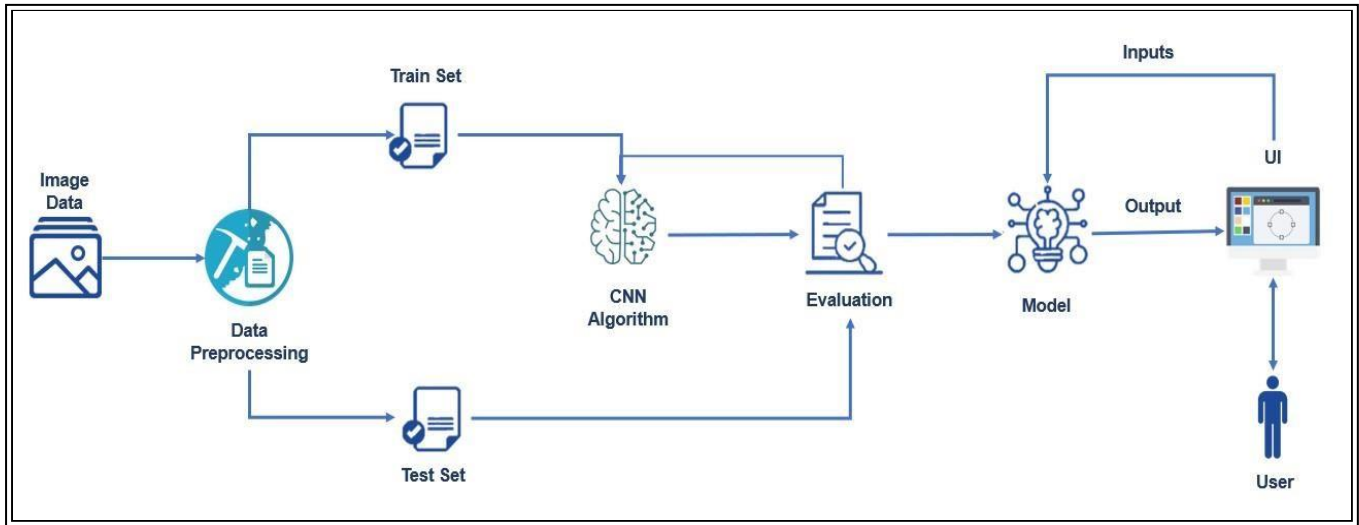 Image
Data
Data
Preprocessing
Train Set
Test Set
CNN
Algorithm
Evaluation
Model
Inputs
Output
UI
User